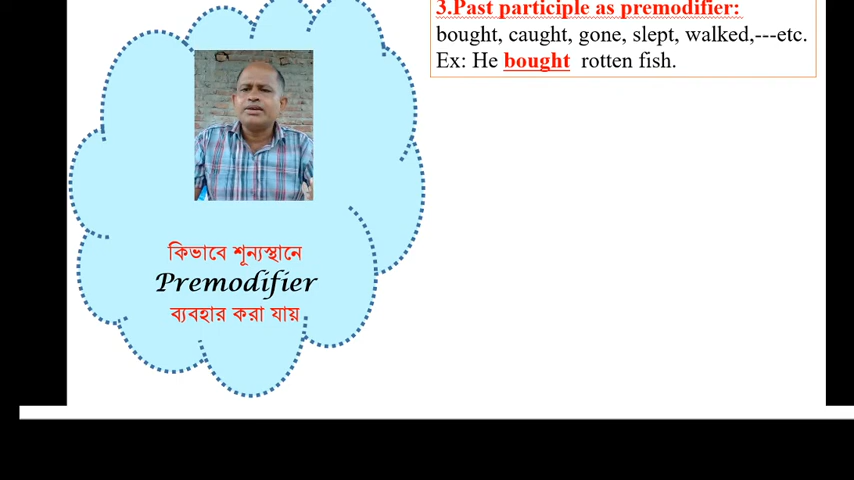 3.Past participle as premodifier:
bought, caught, gone, slept, walked,---etc.
Ex: He bought rotten fish.
কিভাবে শূন্যস্থানে
Premodifier
ব্যবহার করা যায়